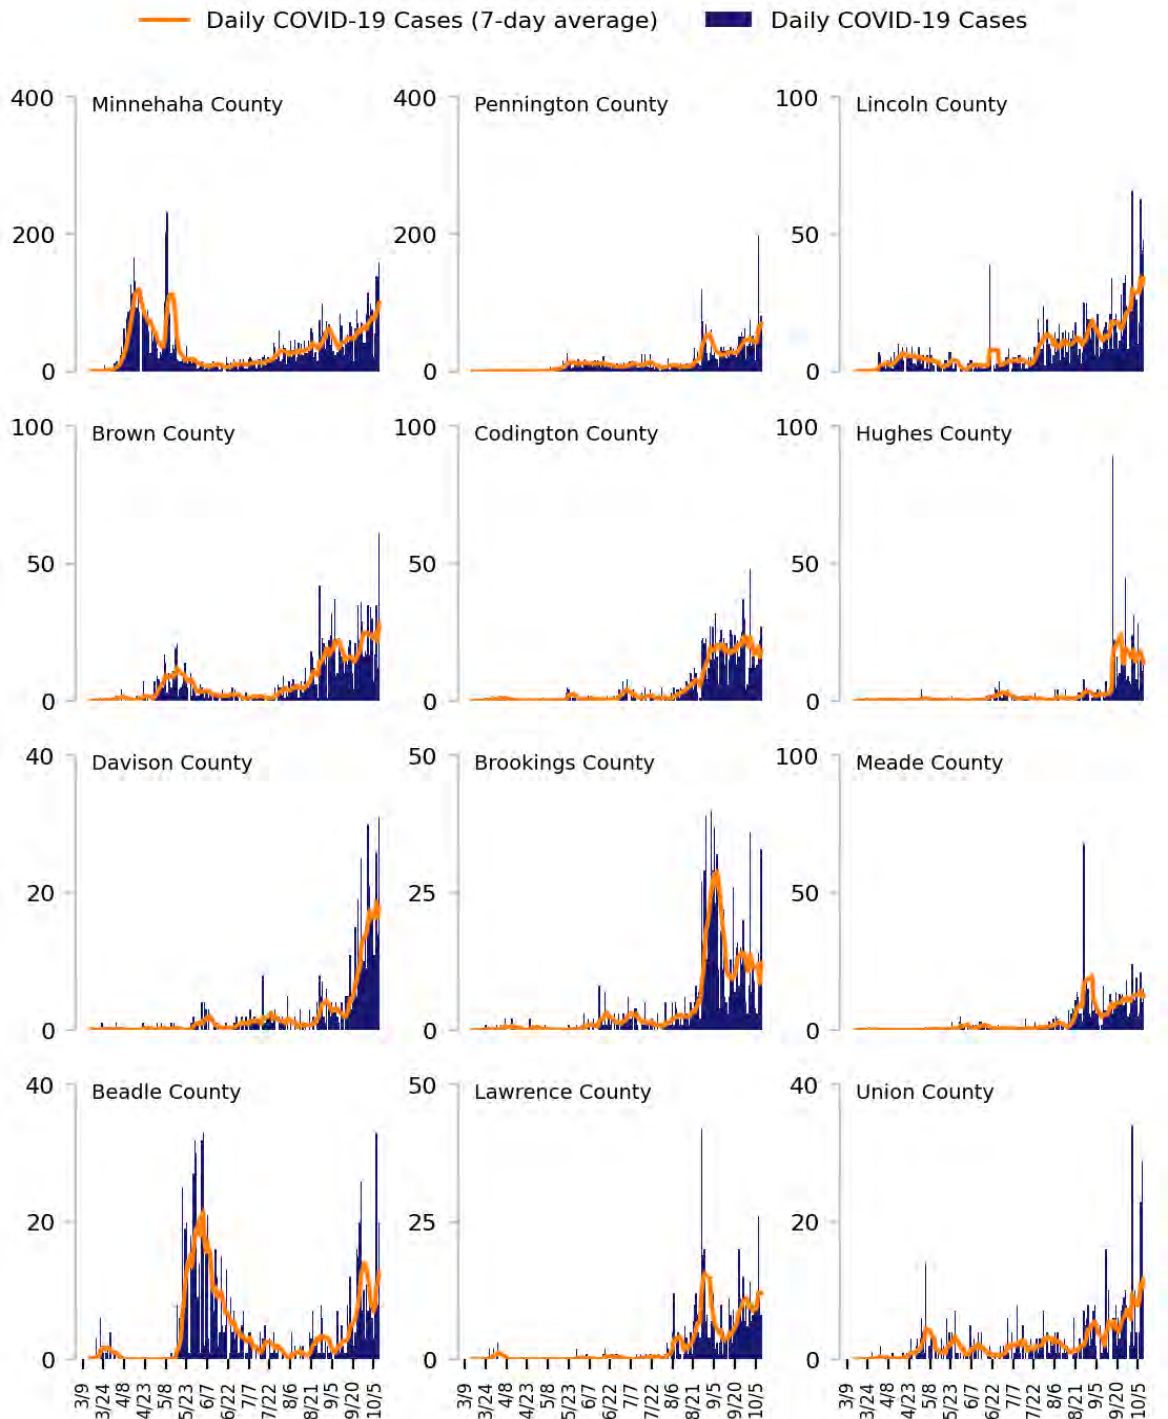 Daily COVID-19 Cases (7-day average) Daily COVID-19 Cases
Minnehaha County Pennington County Lincoln County
400 400 100
200 200 50
0 0 0
Brown County Codington County Hughes County
100 100 100
50 50 50
0 0 0
Davison County Brookings County Meade County
40 50 100
20 25 50
0 0 0
Beadle County Lawrence County Union County
40 50 40
20 25 20
0 0 0
3/9 3/24 4/8 4/23 5/8 5/23 6/7 6/22 7/7 7/22 8/6 8/21 9/5 9/20 10/5
3/9 3/24 4/8 4/23 5/8 5/23 6/7 6/22 7/7 7/22 8/6 8/21 9/5 9/20 10/5
3/9 3/24 4/8 4/23 5/8 5/23 6/7 6/22 7/7 7/22 8/6 8/21 9/5 9/20 10/5